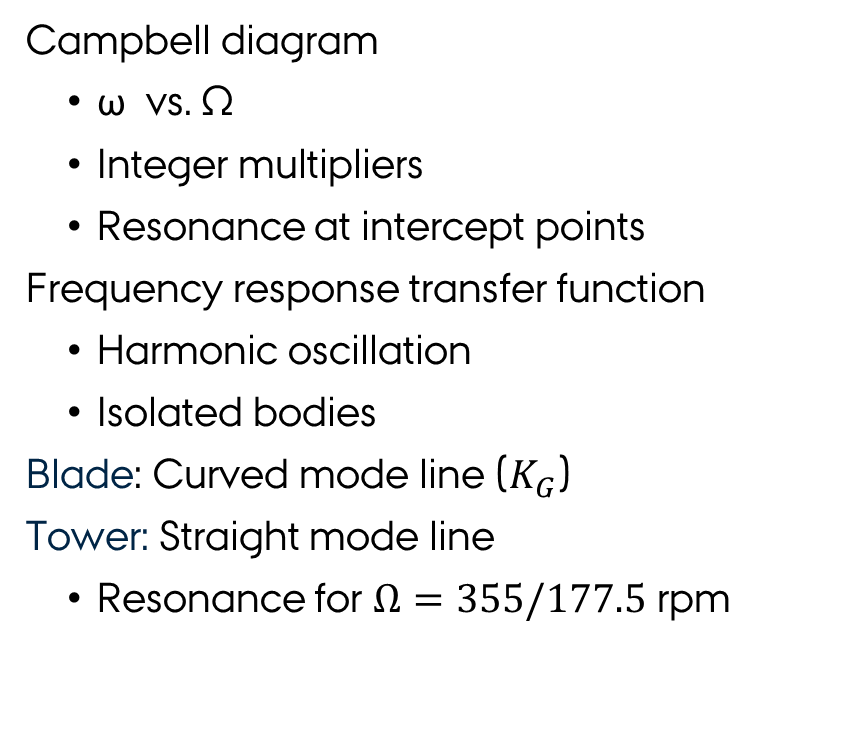 Campbell diagram
• ω vs. Ω
• Integer multipliers
• Resonance at intercept points
Frequency response transfer function
• Harmonic oscillation
• Isolated bodies
Blade: Curved mode line (K_G)
Tower: Straight mode line
• Resonance for Ω = 355/177.5 rpm